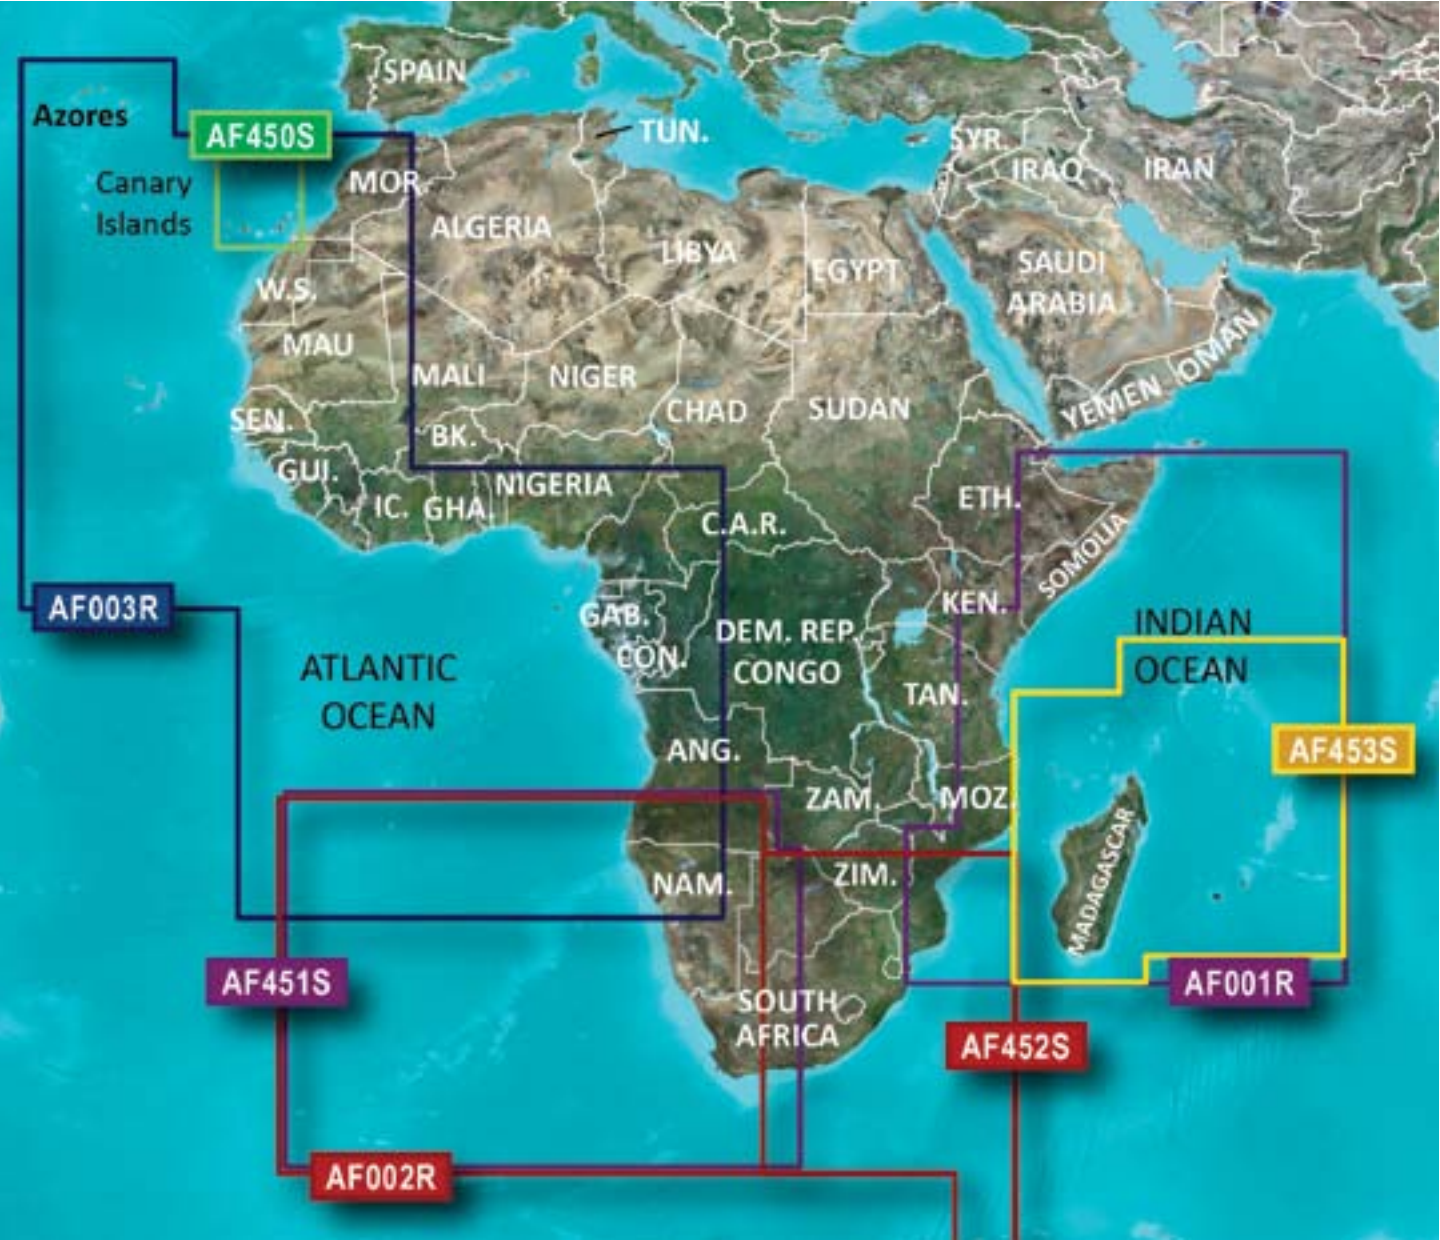 SPAIN
Azores
AF450S
TUN.
SYR.
IRAQ
IRAN
Canary
Islands
MOR.
ALGERIA
LIBYA
EGYPT
SAUDI
ARABIA
W.S.
MAU
MALI
NIGER
CHAD
SUDAN
YEMEN
OMAN
SEN.
BK.
GUI.
IC.
GHA.
NIGERIA
C.A.R.
ETH.
SOMOLIA
AF003R
GAB.
CON.
DEM. REP.
CONGO
KEN.
INDIAN
OCEAN
ATLANTIC
OCEAN
TAN.
ANG.
ZAM.
MOZ.
AF453S
NAM.
ZIM.
MADAGASCAR
AF451S
SOUTH
AFRICA
AF001R
AF452S
AF002R